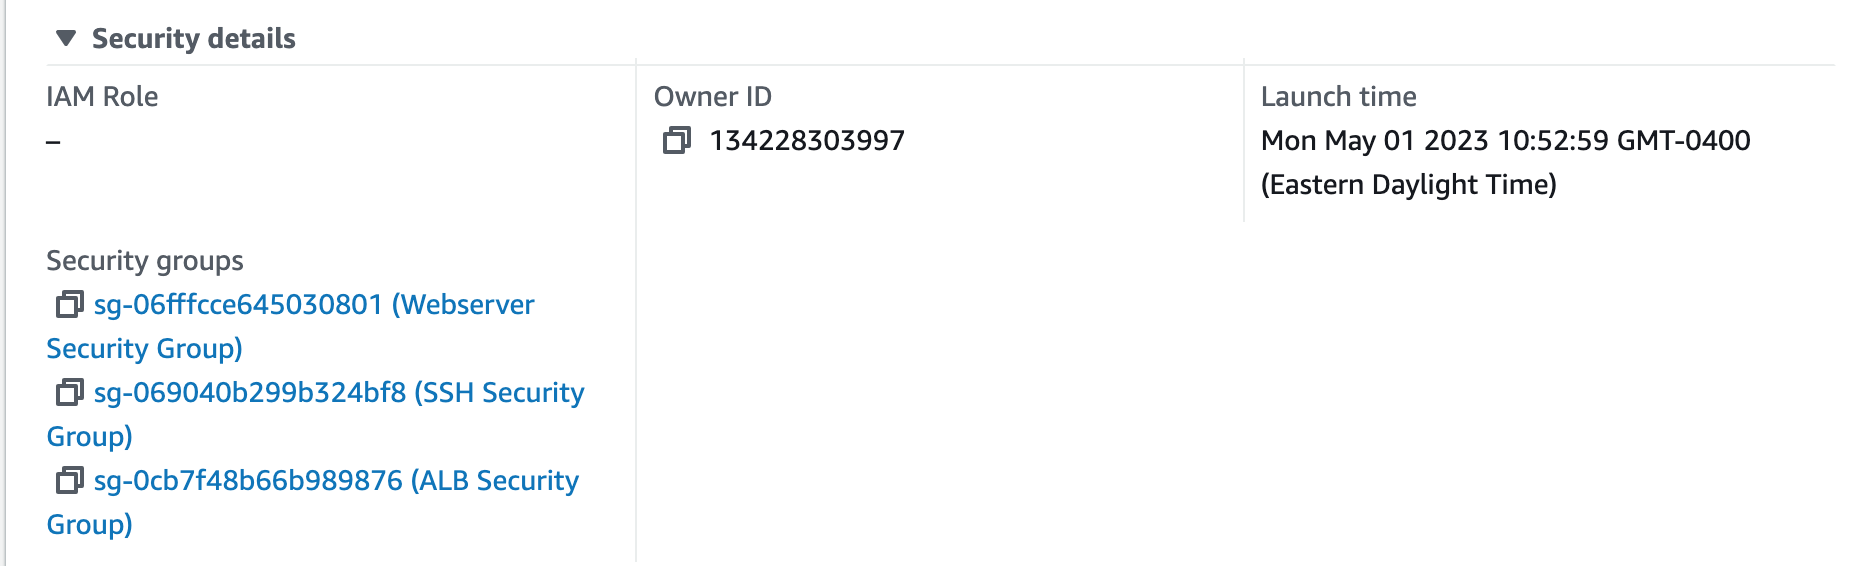 Security details
IAM Role
–
Owner ID
134228303997
Launch time
Mon May 01 2023 10:52:59 GMT-0400
(Eastern Daylight Time)
Security groups
sg-06fffcce645030801 (Webserver
Security Group)
sg-069040b299b324bf8 (SSH Security
Group)
sg-0cb7f48b66b989876 (ALB Security
Group)